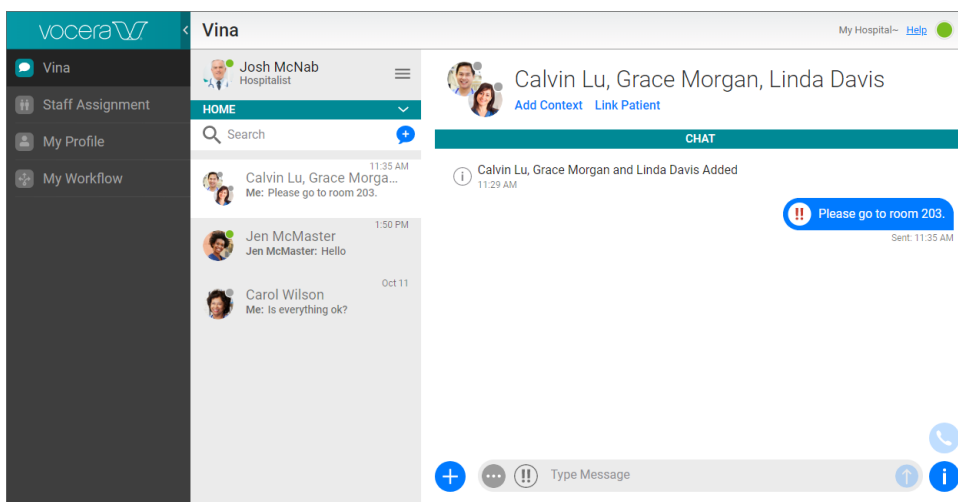 vocera
Vina
My Hospital~ Help
Vina
Staff Assignment
My Profile
My Workflow
Josh McNab
Hospitalist
HOME
Search
11:35 AM
Calvin Lu, Grace Morga...
Me: Please go to room 203.
1:50 PM
Jen McMaster
Jen McMaster: Hello
Oct 11
Carol Wilson
Me: Is everything ok?
Calvin Lu, Grace Morgan, Linda Davis
Add Context Link Patient
CHAT
Calvin Lu, Grace Morgan and Linda Davis Added
11:29 AM
!! Please go to room 203.
Sent: 11:35 AM
!! Type Message